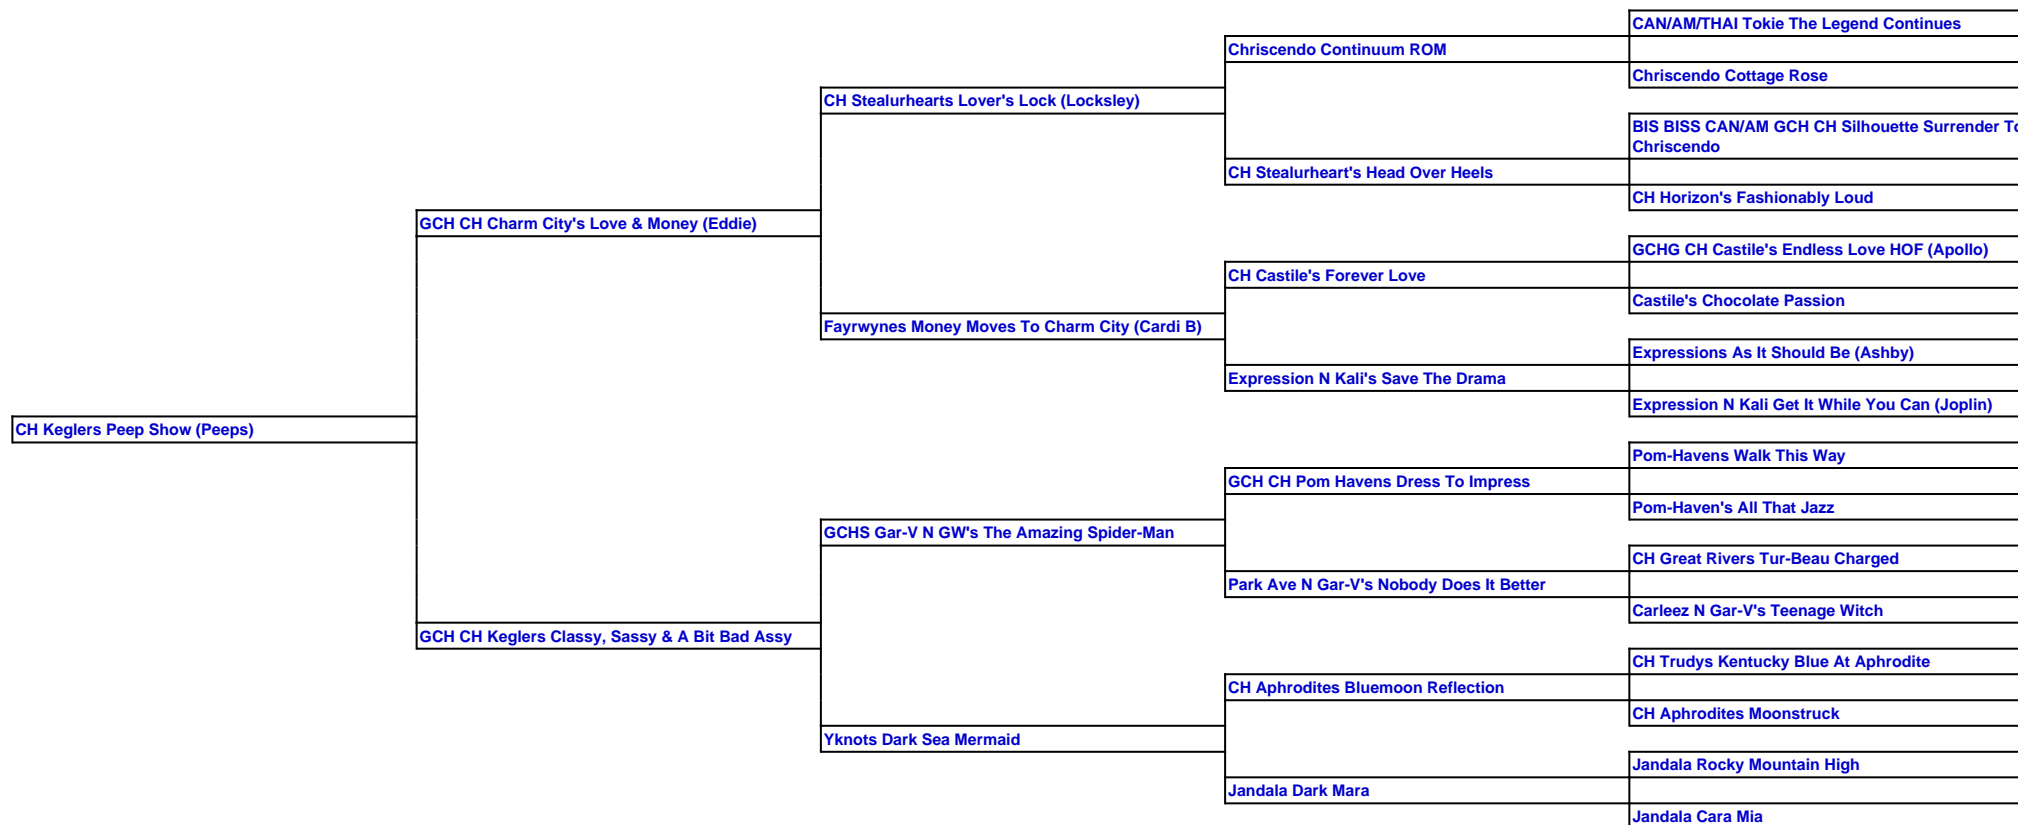 CAN/AM/THAI Tokie The Legend Continues
Chriscendo Continuum ROM
Chriscendo Cottage Rose
CH Stealurhearts Lover's Lock (Locksley)
BIS BISS CAN/AM GCH CH Silhouette Surrender To
Chriscendo
CH Stealurheart's Head Over Heels
CH Horizon's Fashionably Loud
GCH CH Charm City's Love & Money (Eddie)
GCHG CH Castile's Endless Love HOF (Apollo)
CH Castile's Forever Love
Castile's Chocolate Passion
Fayrwynes Money Moves To Charm City (Cardi B)
Expressions As It Should Be (Ashby)
Expression N Kali's Save The Drama
Expression N Kali Get It While You Can (Joplin)
CH Keglers Peep Show (Peeps)
Pom-Havens Walk This Way
GCH CH Pom Havens Dress To Impress
Pom-Haven's All That Jazz
GCHS Gar-V N GW's The Amazing Spider-Man
CH Great Rivers Tur-Beau Charged
Park Ave N Gar-V's Nobody Does It Better
Carleez N Gar-V's Teenage Witch
GCH CH Keglers Classy, Sassy & A Bit Bad Assy
CH Trudys Kentucky Blue At Aphrodite
CH Aphrodites Bluemoon Reflection
CH Aphrodites Moonstruck
Yknots Dark Sea Mermaid
Jandala Rocky Mountain High
Jandala Dark Mara
Jandala Cara Mia